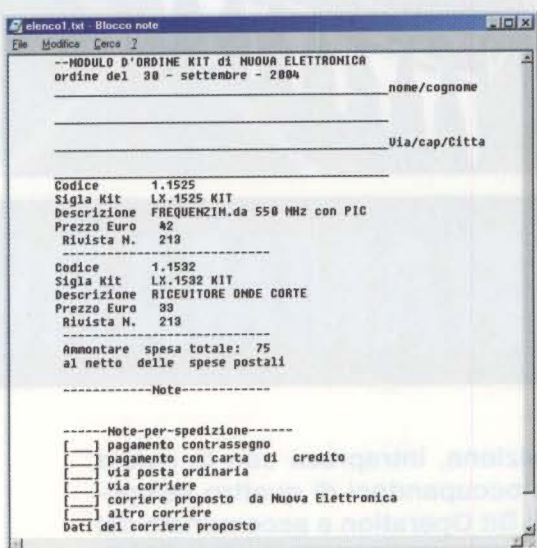 elenco1.txt - Blocco note
File Modifica Cerca ?
--MODULO D'ORDINE KIT di NUOVA ELETTRONICA
ordine del 30 - settembre - 2004
nome/cognome
Via/cap/Citta
Codice 1.1525
Sigla Kit LX.1525 KIT
Descrizione FREQUENZIM.da 550 MHz con PIC
Prezzo Euro 42
Rivista N. 213
----------------------------
Codice 1.1532
Sigla Kit LX.1532 KIT
Descrizione RICEVITORE ONDE CORTE
Prezzo Euro 33
Rivista N. 213
----------------------------
Ammontare spesa totale: 75
al netto delle spese postali
------------Note------------
------Note-per-spedizione------
[___] pagamento contrassegno
[___] pagamento con carta di credito
[___] via posta ordinaria
[___] via corriere
[___] corriere proposto da Nuova Elettronica
[___] altro corriere
Dati del corriere proposto